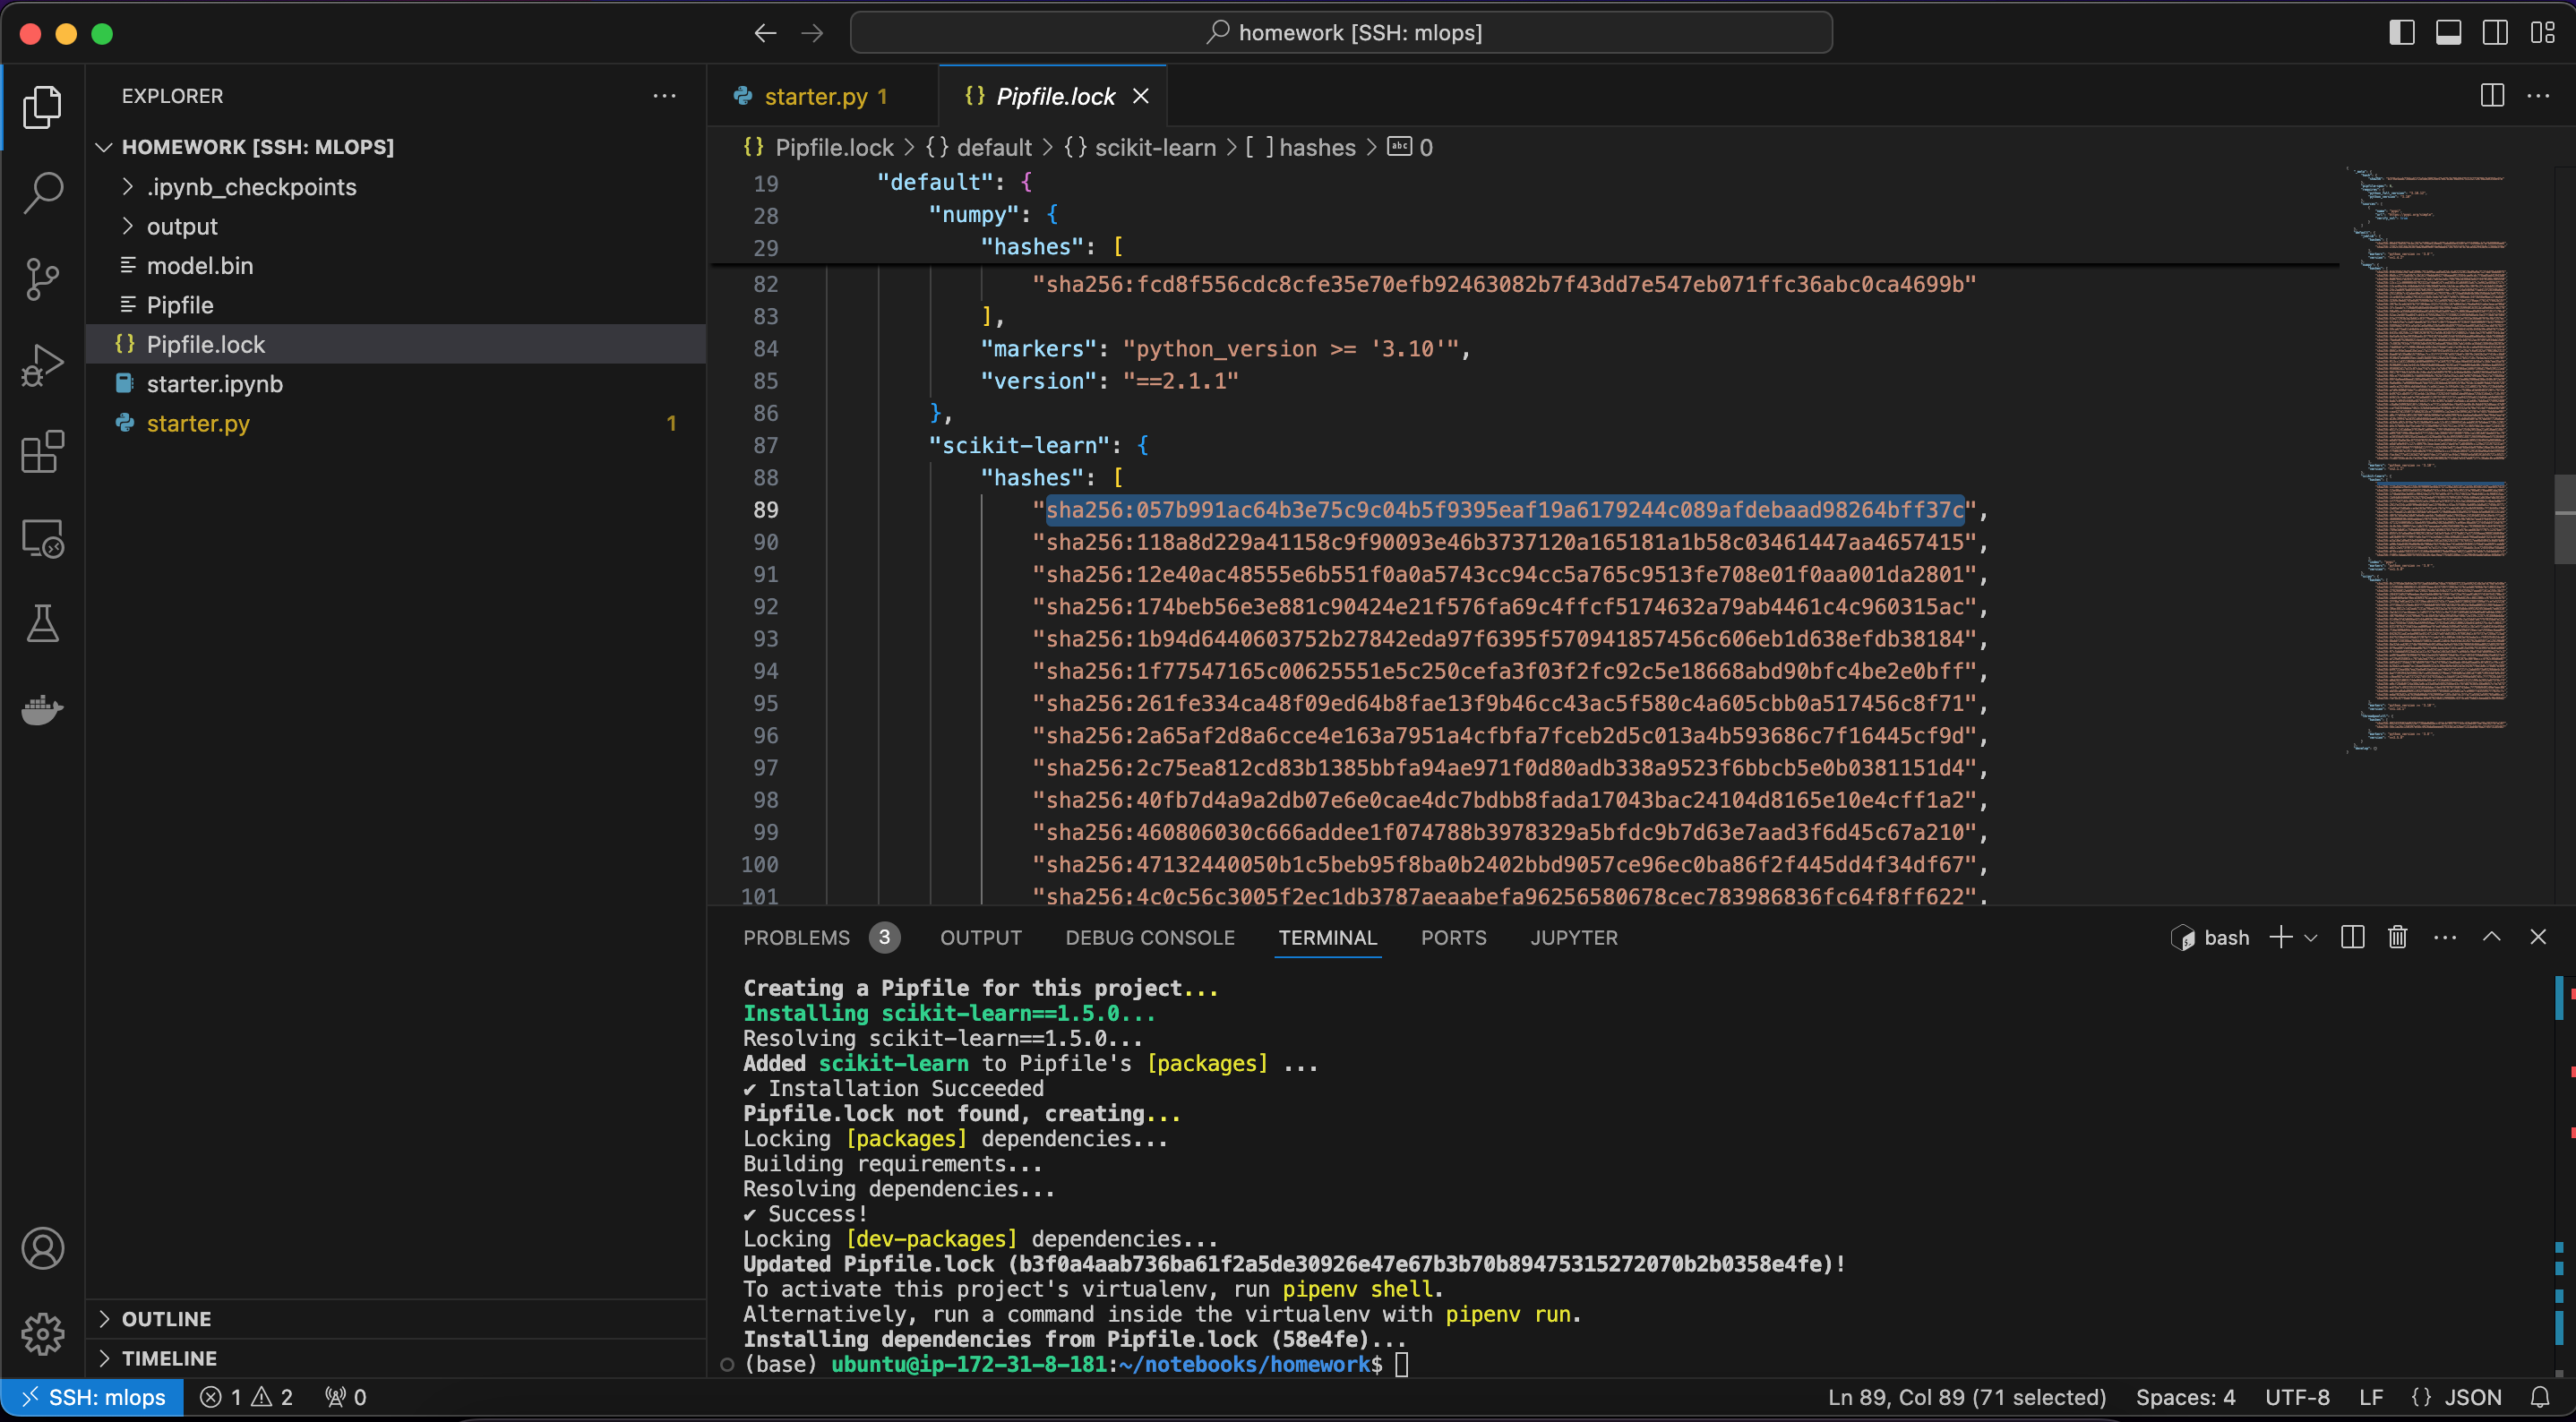 homework [SSH: mlops]
EXPLORER
HOMEWORK [SSH: MLOPS]
.ipynb_checkpoints
output
model.bin
Pipfile
Pipfile.lock
starter.ipynb
starter.py 1
OUTLINE
TIMELINE
starter.py 1
Pipfile.lock
Pipfile.lock > {} default > {} scikit-learn > [ ] hashes > abc 0
19 "default": {
28 "numpy": {
29 "hashes": [
82 "sha256:fcd8f556cdc8cfe35e70efb92463082b7f43dd7e547eb071ffc36abc0ca4699b"
83 ],
84 "markers": "python_version >= '3.10'",
85 "version": "==2.1.1"
86 },
87 "scikit-learn": {
88 "hashes": [
89 "sha256:057b991ac64b3e75c9c04b5f9395eaf19a6179244c089afdebaad98264bff37c",
90 "sha256:118a8d229a41158c9f90093e46b3737120a165181a1b58c03461447aa4657415",
91 "sha256:12e40ac48555e6b551f0a0a5743cc94cc5a765c9513fe708e01f0aa001da2801",
92 "sha256:174beb56e3e881c90424e21f576fa69c4ffcf5174632a79ab4461c4c960315ac",
93 "sha256:1b94d6440603752b27842eda97f6395f570941857456c606eb1d638efdb38184",
94 "sha256:1f77547165c00625551e5c250cefa3f03f2fc92c5e18668abd90bfc4be2e0bff",
95 "sha256:261fe334ca48f09ed64b8fae13f9b46cc43ac5f580c4a605cbb0a517456c8f71",
96 "sha256:2a65af2d8a6cce4e163a7951a4cfbfa7fceb2d5c013a4b593686c7f16445cf9d",
97 "sha256:2c75ea812cd83b1385bbfa94ae971f0d80adb338a9523f6bbcb5e0b0381151d4",
98 "sha256:40fb7d4a9a2db07e6e0cae4dc7bdbb8fada17043bac24104d8165e10e4cff1a2",
99 "sha256:460806030c666addee1f074788b3978329a5bfdc9b7d63e7aad3f6d45c67a210",
100 "sha256:47132440050b1c5beb95f8ba0b2402bbd9057ce96ec0ba86f2f445dd4f34df67",
101 "sha256:4c0c56c3005f2ec1db3787aeaabefa96256580678cec783986836fc64f8ff622",
PROBLEMS 3 OUTPUT DEBUG CONSOLE TERMINAL PORTS JUPYTER bash
Creating a Pipfile for this project...
Installing scikit-learn==1.5.0...
Resolving scikit-learn==1.5.0...
Added scikit-learn to Pipfile's [packages] ...
✔ Installation Succeeded
Pipfile.lock not found, creating...
Locking [packages] dependencies...
Building requirements...
Resolving dependencies...
✔ Success!
Locking [dev-packages] dependencies...
Updated Pipfile.lock (b3f0a4aab736ba61f2a5de30926e47e67b3b70b89475315272070b2b0358e4fe)!
To activate this project's virtualenv, run pipenv shell.
Alternatively, run a command inside the virtualenv with pipenv run.
Installing dependencies from Pipfile.lock (58e4fe)...
(base) ubuntu@ip-172-31-8-181:~/notebooks/homework$
SSH: mlops 1 2 0 Ln 89, Col 89 (71 selected) Spaces: 4 UTF-8 LF {} JSON